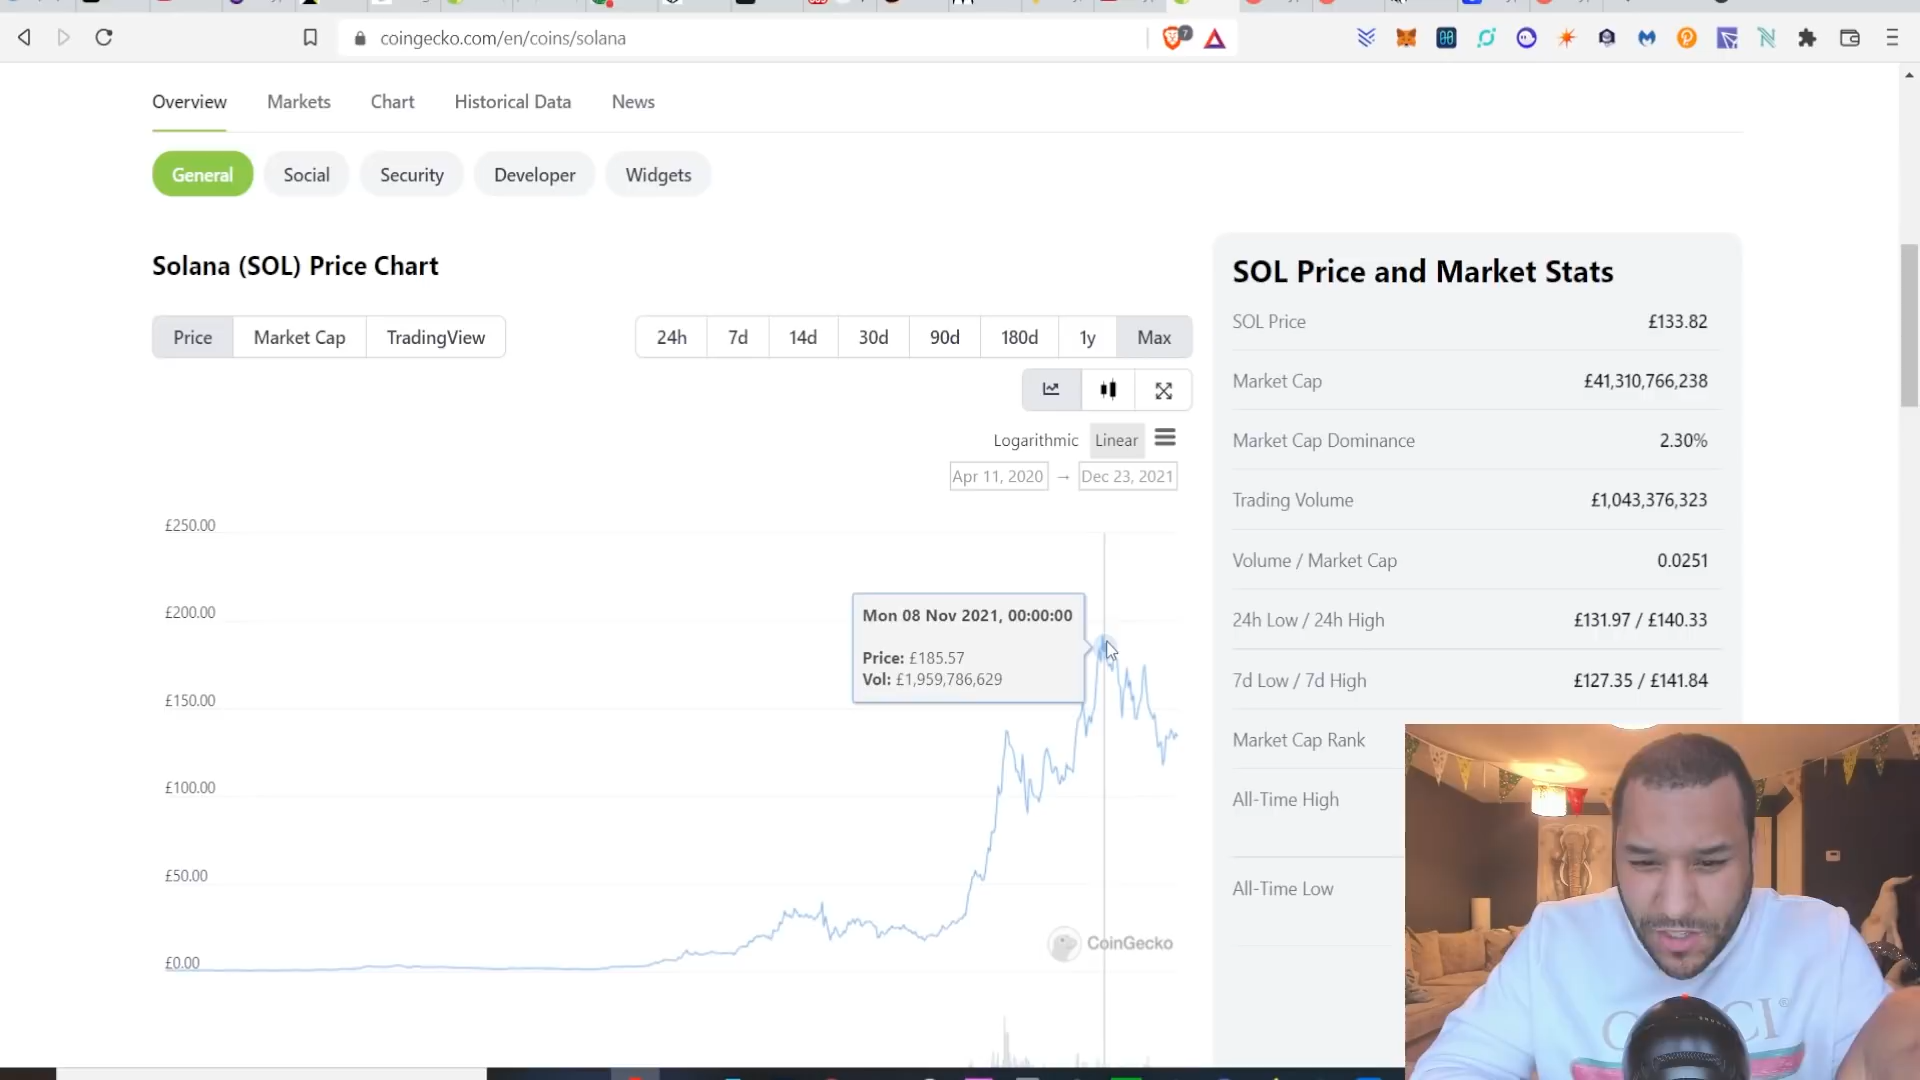 coingecko.com/en/coins/solana
7
Overview Markets Chart Historical Data News
General Social Security Developer Widgets
Solana (SOL) Price Chart
Price Market Cap TradingView
24h 7d 14d 30d 90d 180d 1y Max
Logarithmic Linear
Apr 11, 2020 → Dec 23, 2021
£250.00
£200.00
£150.00
£100.00
£50.00
£0.00
Mon 08 Nov 2021, 00:00:00
Price: £185.57
Vol: £1,959,786,629
CoinGecko
SOL Price and Market Stats
SOL Price £133.82
Market Cap £41,310,766,238
Market Cap Dominance 2.30%
Trading Volume £1,043,376,323
Volume / Market Cap 0.0251
24h Low / 24h High £131.97 / £140.33
7d Low / 7d High £127.35 / £141.84
Market Cap Rank
All-Time High
All-Time Low